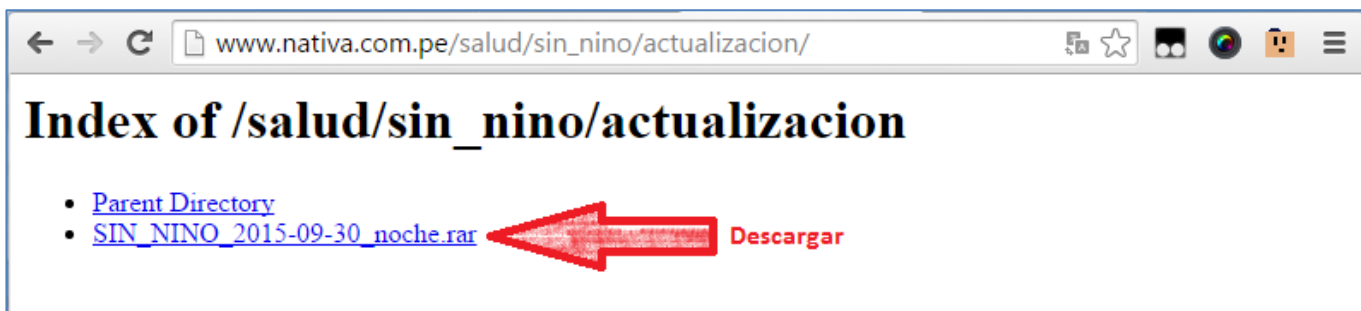 www.nativa.com.pe/salud/sin_nino/actualizacion/
Index of /salud/sin_nino/actualizacion
Parent Directory
SIN_NINO_2015-09-30_noche.rar Descargar